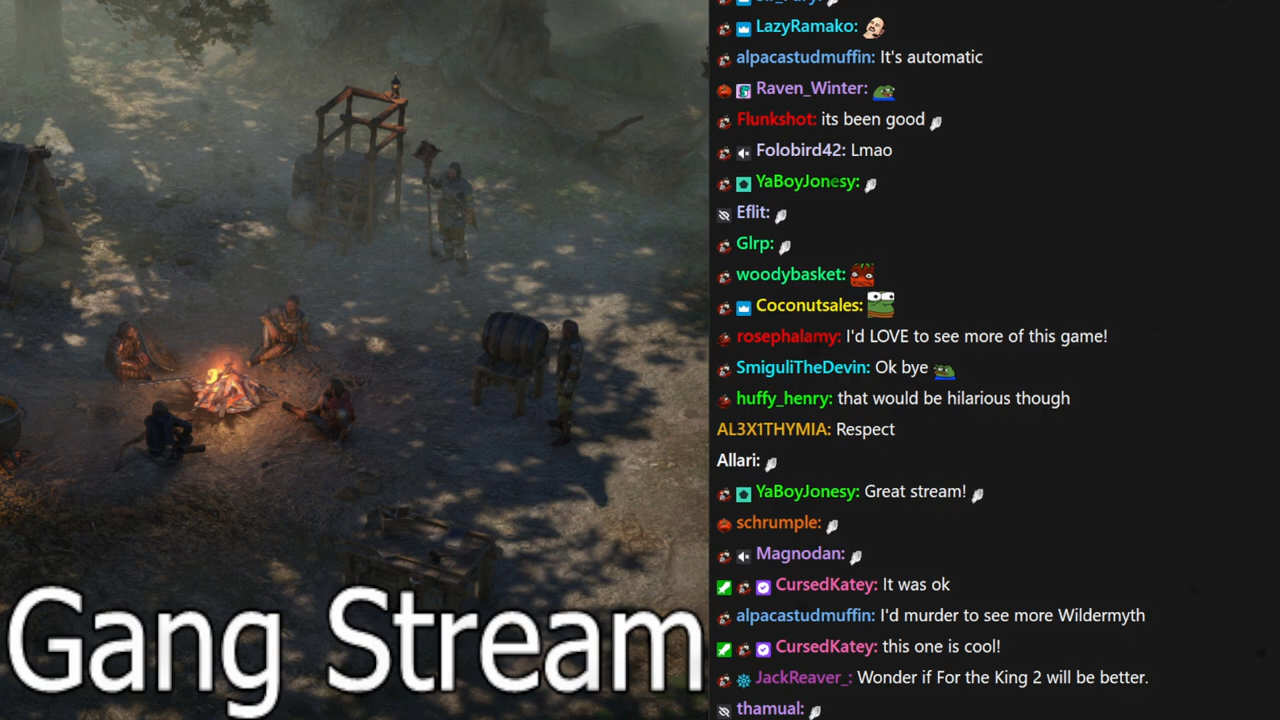 LazyRamako:
alpacastudmuffin: It's automatic
Raven_Winter:
Flunkshot: its been good
Folobird42: Lmao
YaBoyJonesy:
Eflit:
Glrp:
woodybasket:
Coconutsales:
rosephalamy: I'd LOVE to see more of this game!
SmiguliTheDevin: Ok bye
huffy_henry: that would be hilarious though
AL3X1THYMIA: Respect
Allari:
YaBoyJonesy: Great stream!
schrumple:
Magnodan:
CursedKatey: It was ok
alpacastudmuffin: I'd murder to see more Wildermyth
CursedKatey: this one is cool!
JackReaver_: Wonder if For the King 2 will be better.
thamual:
Gang Stream